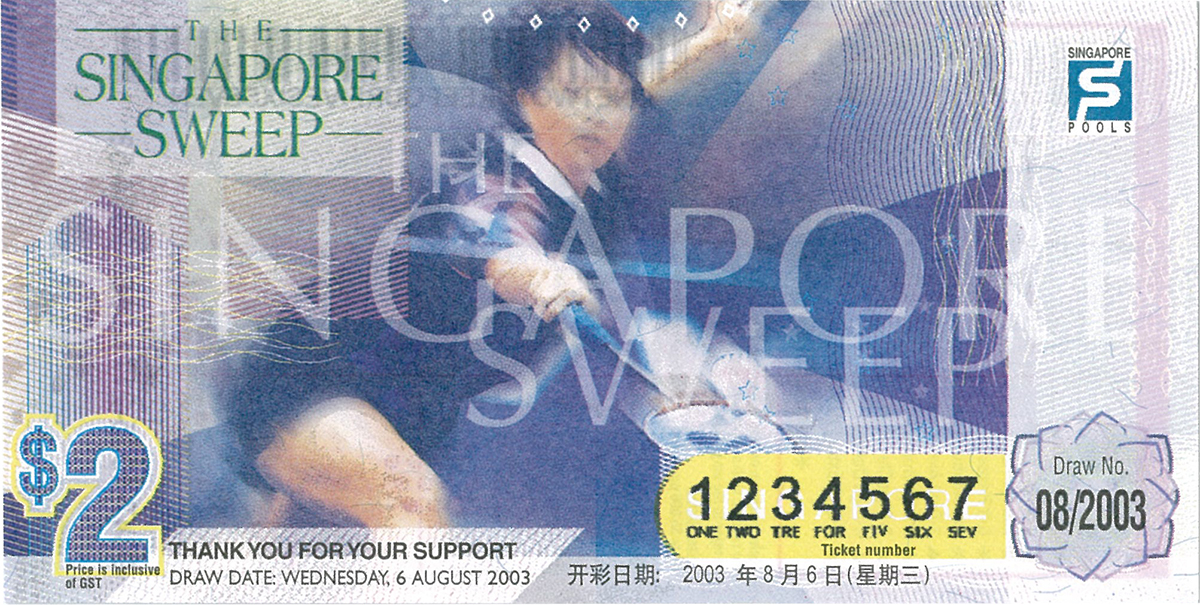 THE
SINGAPORE
SWEEP
SINGAPORE
POOLS
THE
SINGAPORE
SWEEP
$2
Price is inclusive
of GST
1234567
ONE TWO TRE FOR FIV SIX SEV
Ticket number
Draw No.
08/2003
THANK YOU FOR YOUR SUPPORT
DRAW DATE: WEDNESDAY, 6 AUGUST 2003
开彩日期: 2003 年 8 月 6 日 (星期三)